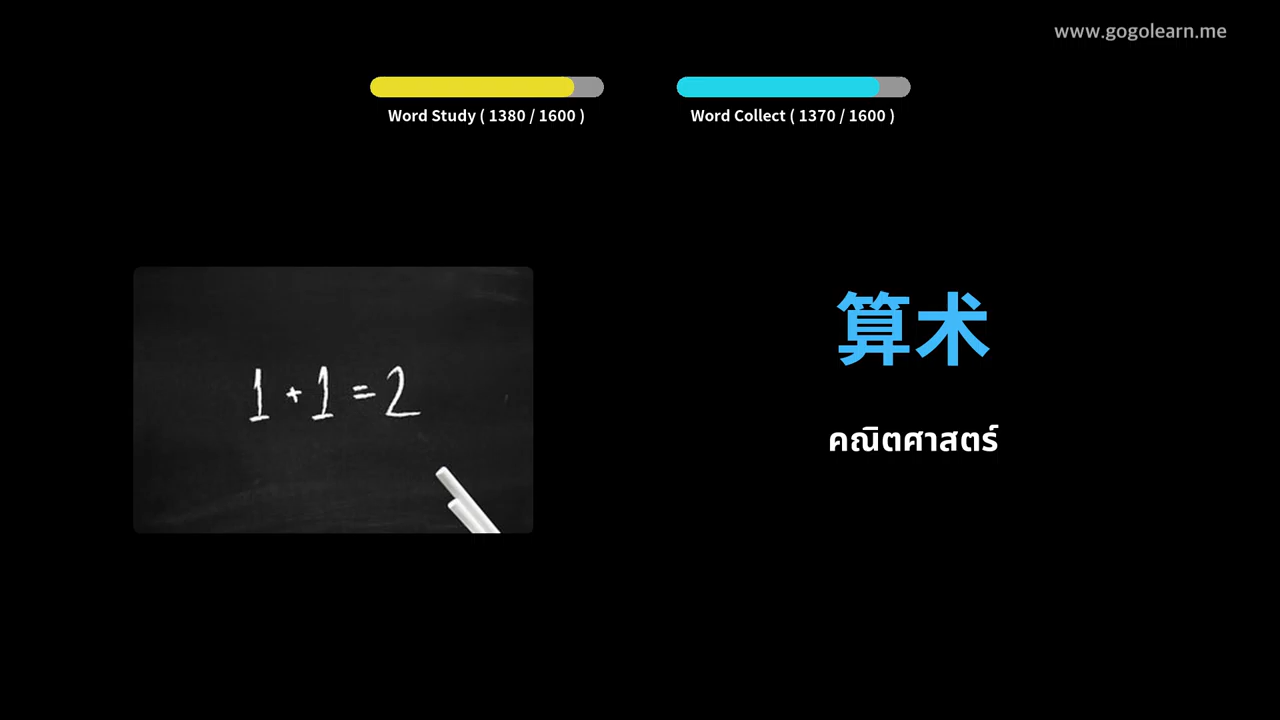 www.gogolearn.me
Word Study ( 1380 / 1600 )
Word Collect ( 1370 / 1600 )
1 + 1 = 2
算术
คณิตศาสตร์